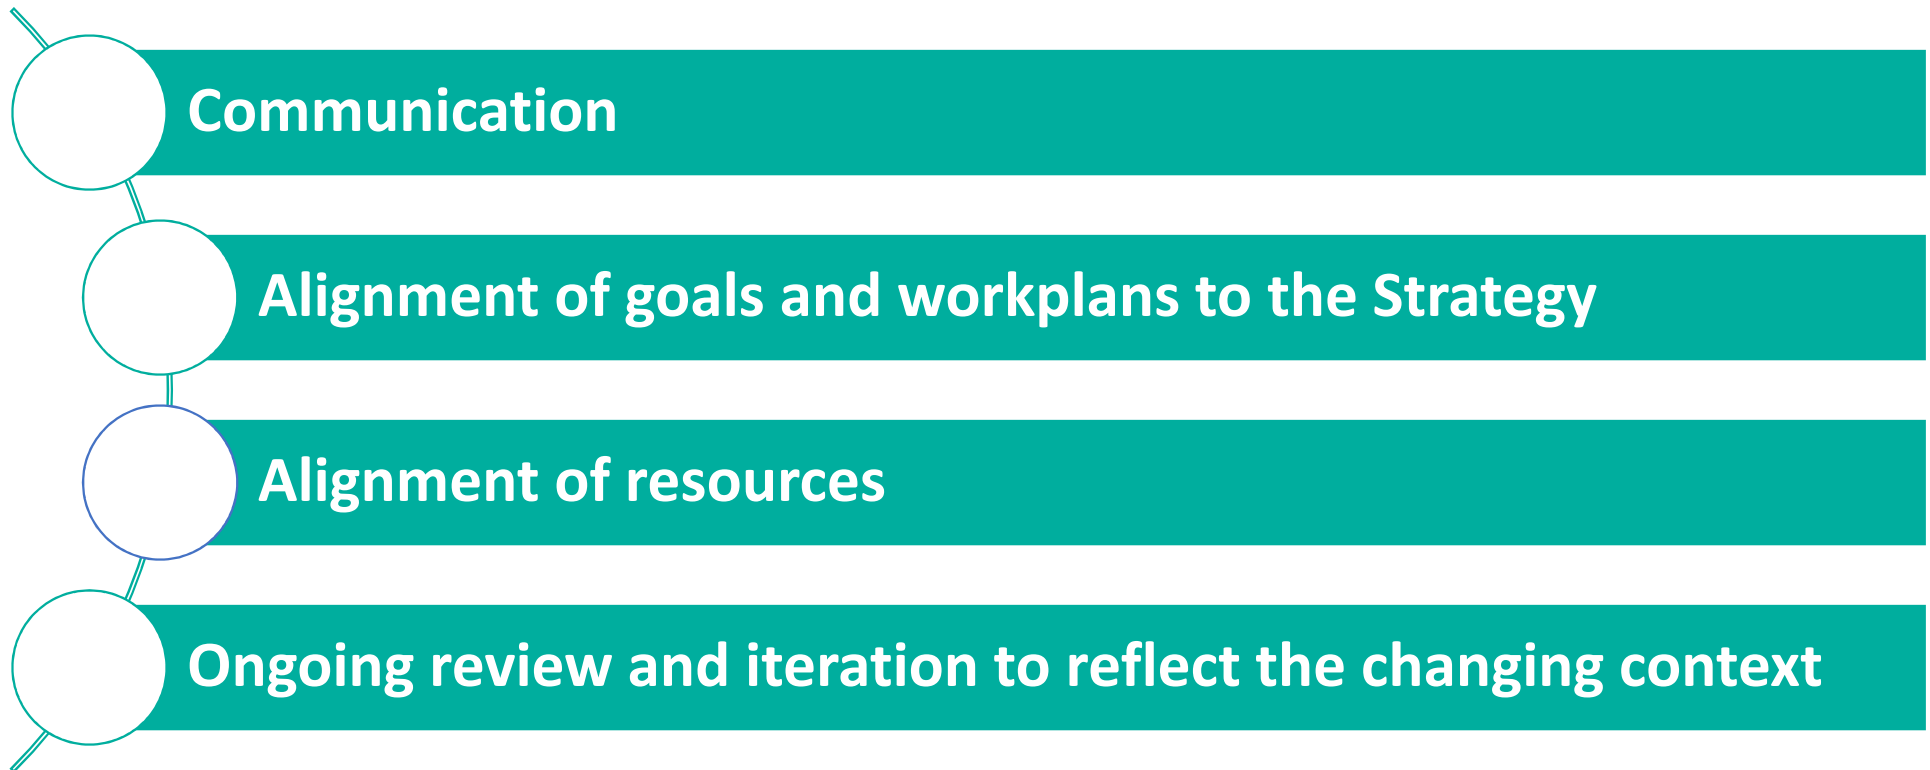 Communication
Alignment of goals and workplans to the Strategy
Alignment of resources
Ongoing review and iteration to reflect the changing context